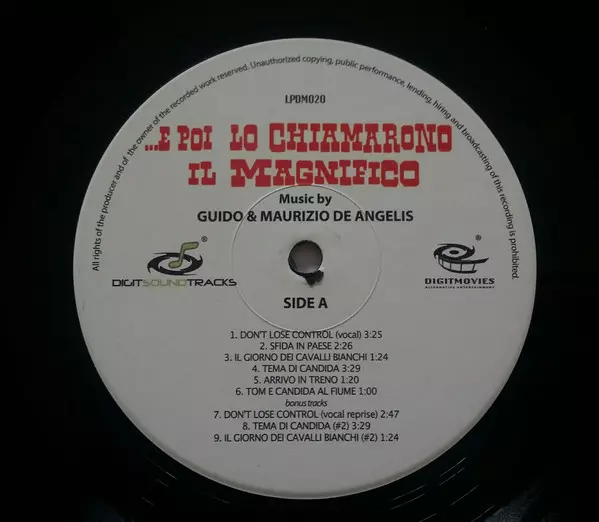 All rights of the producer and of the owner of the recorded work reserved. Unauthorized copying, public performance, lending, hiring and broadcasting of this recording is prohibited.
LPDM020
...E POI LO CHIAMARONO
IL MAGNIFICO
Music by
GUIDO & MAURIZIO DE ANGELIS
®
DIGITSOUNDTRACKS
®
DIGITMOVIES
ALTERNATIVE ENTERTAINMENT
SIDE A
1. DON'T LOSE CONTROL (vocal) 3:25
2. SFIDA IN PAESE 2:26
3. IL GIORNO DEI CAVALLI BIANCHI 1:24
4. TEMA DI CANDIDA 3:29
5. ARRIVO IN TRENO 1:20
6. TOM E CANDIDA AL FIUME 1:00
bonus tracks
7. DON'T LOSE CONTROL (vocal reprise) 2:47
8. TEMA DI CANDIDA (#2) 3:29
9. IL GIORNO DEI CAVALLI BIANCHI (#2) 1:24